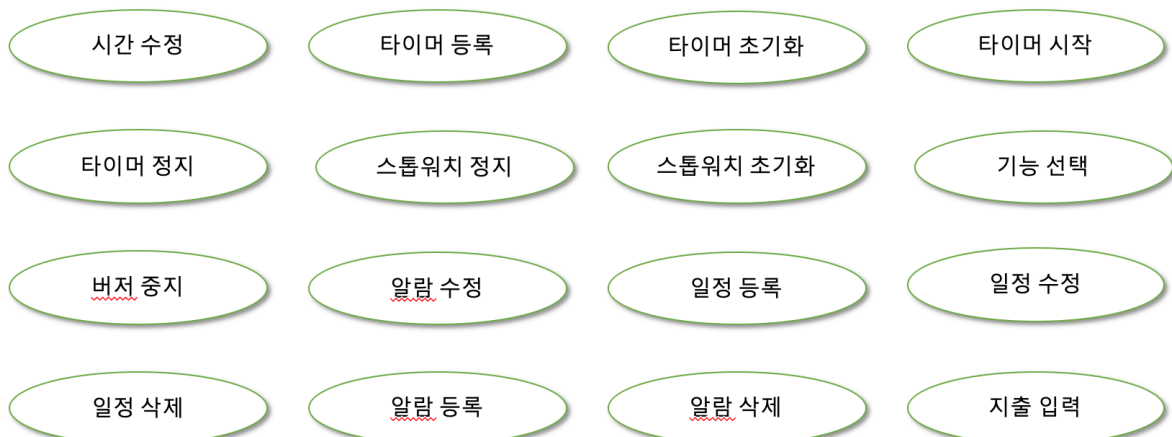 시간 수정
타이머 등록
타이머 초기화
타이머 시작
타이머 정지
스톱워치 정지
스톱워치 초기화
기능 선택
버저 중지
알람 수정
일정 등록
일정 수정
일정 삭제
알람 등록
알람 삭제
지출 입력